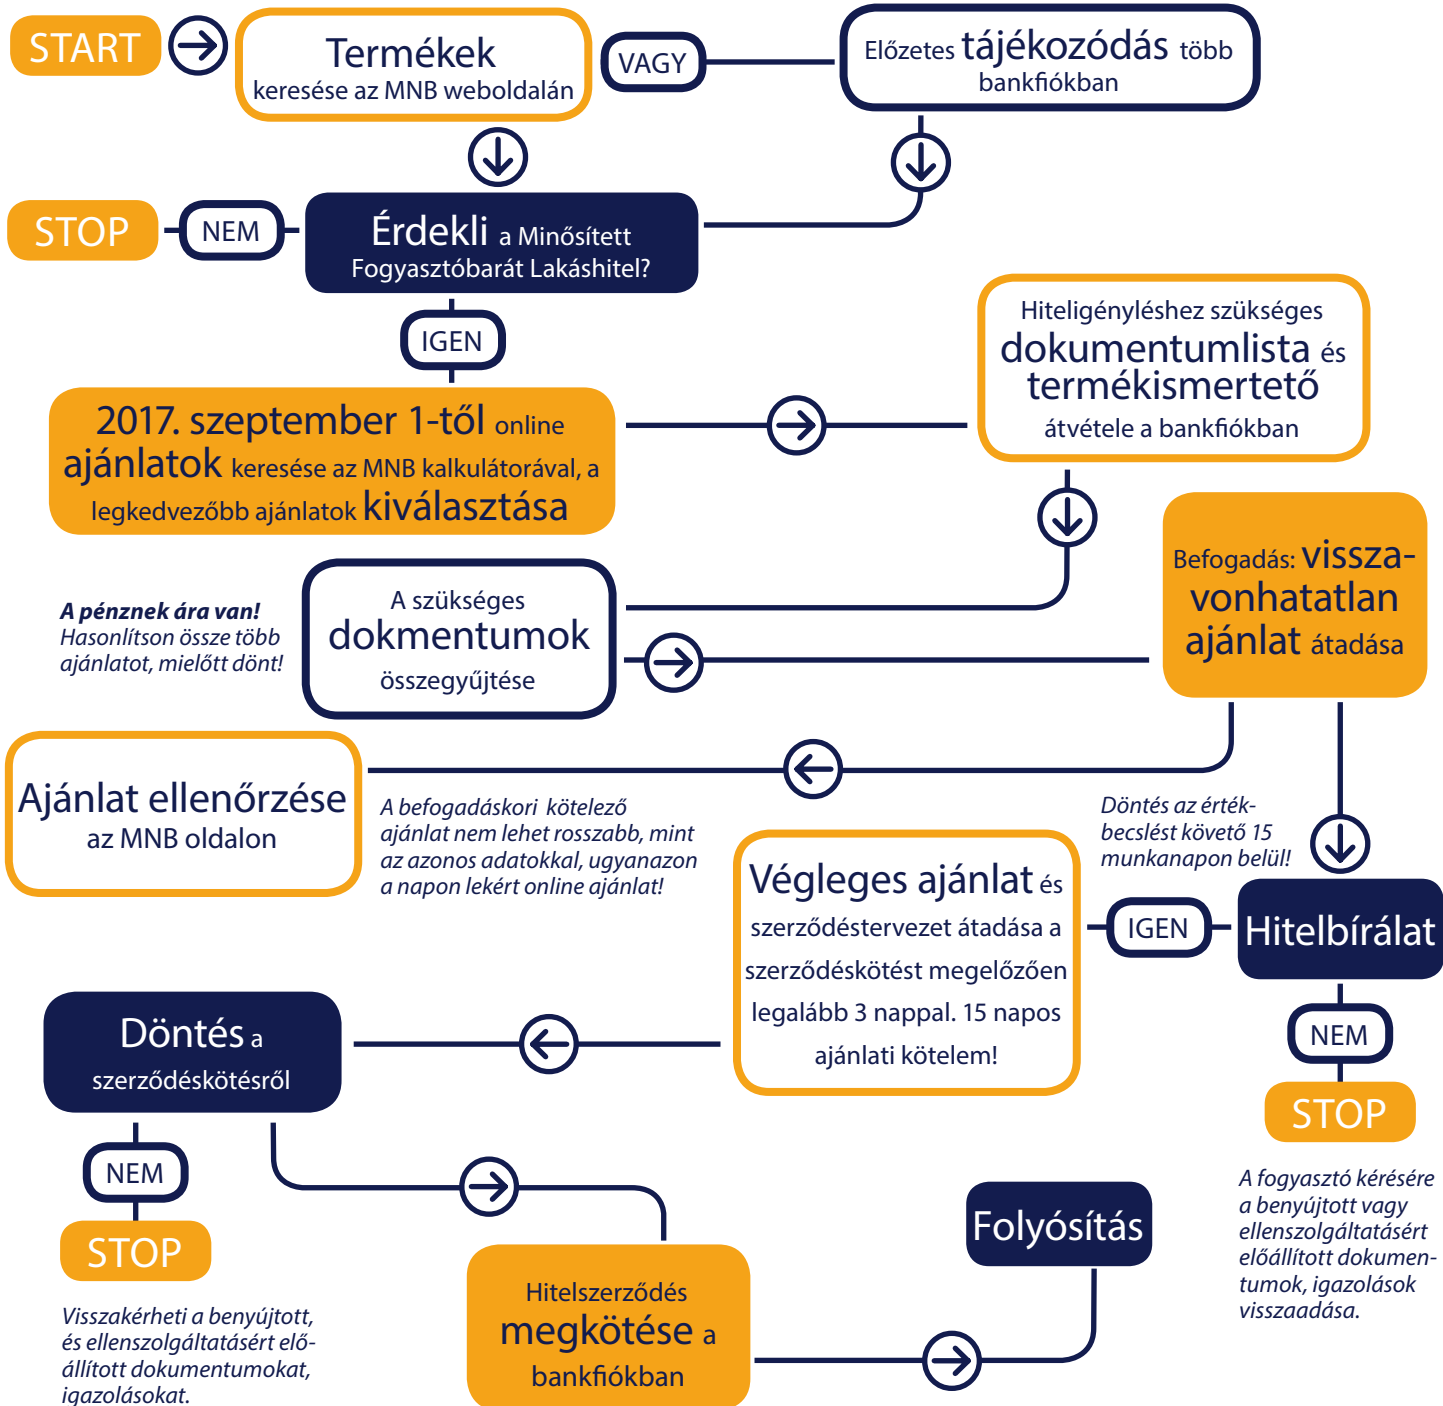 START
Termékek
keresése az MNB weboldalán
VAGY
Előzetes tájékozódás több
bankfiókban
STOP
NEM
Érdekli a Minősített
Fogyasztóbarát Lakáshitel?
IGEN
2017. szeptember 1-től online
ajánlatok keresése az MNB kalkulátorával, a
legkedvezőbb ajánlatok kiválasztása
Hiteligényléshez szükséges
dokumentumlista és
termékismertető
átvétele a bankfiókban
A pénznek ára van!
Hasonlítson össze több
ajánlatot, mielőtt dönt!
A szükséges
dokmentumok
összegyűjtése
Befogadás: vissza-
vonhatatlan
ajánlat átadása
Ajánlat ellenőrzése
az MNB oldalon
A befogadáskori kötelező
ajánlat nem lehet rosszabb, mint
az azonos adatokkal, ugyanazon
a napon lekért online ajánlat!
Döntés az érték-
becslést követő 15
munkanapon belül!
Végleges ajánlat és
szerződéstervezet átadása a
szerződéskötést megelőzően
legalább 3 nappal. 15 napos
ajánlati kötelem!
IGEN
Hitelbírálat
NEM
STOP
A fogyasztó kérésére
a benyújtott vagy
ellenszolgáltatásért
előállított dokumen-
tumok, igazolások
visszaadása.
Döntés a
szerződéskötésről
NEM
STOP
Visszakérheti a benyújtott,
és ellenszolgáltatásért elő-
állított dokumentumokat,
igazolásokat.
Hitelszerződés
megkötése a
bankfiókban
Folyósítás